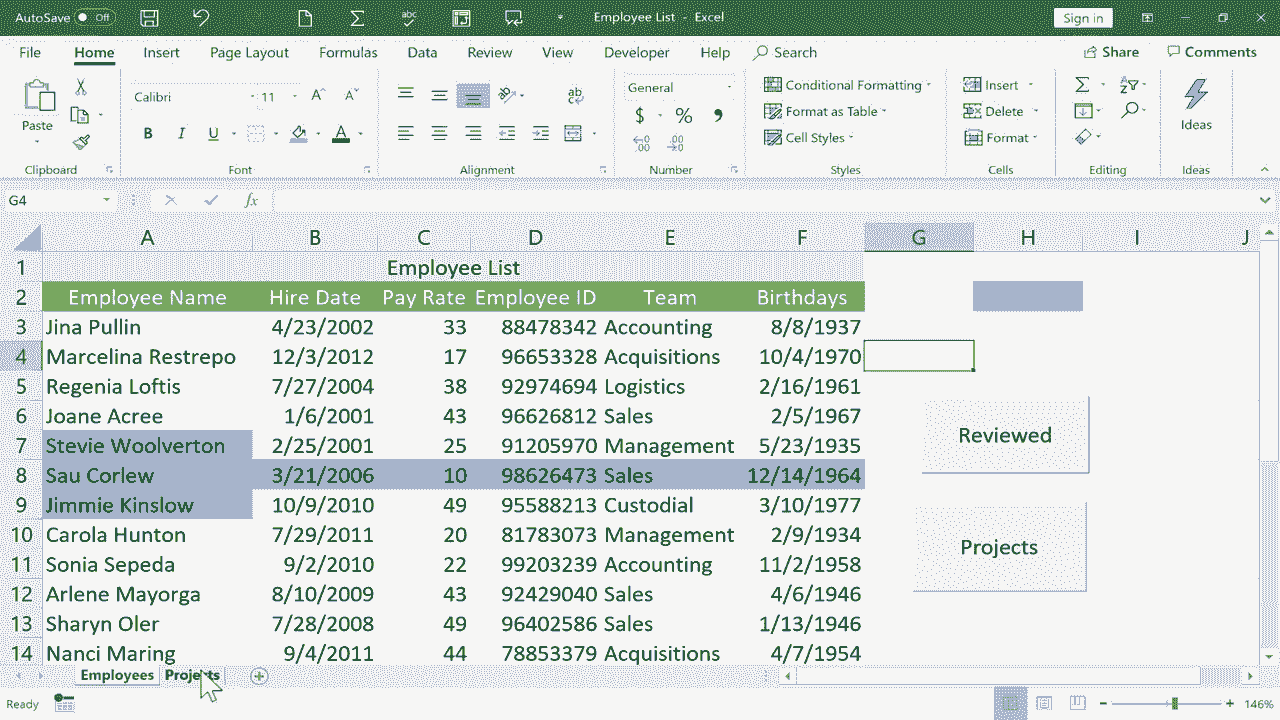 AutoSave Off Employee List - Excel Sign in
File Home Insert Page Layout Formulas Data Review View Developer Help Search Share Comments
Paste Calibri 11 General Conditional Formatting Insert
$ % Format as Table Delete Ideas
B I U A Cell Styles Format
Clipboard Font Alignment Number Styles Cells Editing Ideas
G4 fx
A B C D E F G H I J
1 Employee List
2 Employee Name Hire Date Pay Rate Employee ID Team Birthdays
3 Jina Pullin 4/23/2002 33 88478342 Accounting 8/8/1937
4 Marcelina Restrepo 12/3/2012 17 96653328 Acquisitions 10/4/1970
5 Regenia Loftis 7/27/2004 38 92974694 Logistics 2/16/1961
6 Joane Acree 1/6/2001 43 96626812 Sales 2/5/1967
7 Stevie Woolverton 2/25/2001 25 91205970 Management 5/23/1935 Reviewed
8 Sau Corlew 3/21/2006 10 98626473 Sales 12/14/1964
9 Jimmie Kinslow 10/9/2010 49 95588213 Custodial 3/10/1977
10 Carola Hunton 7/29/2011 20 81783073 Management 2/9/1934 Projects
11 Sonia Sepeda 9/2/2010 22 99203239 Accounting 11/2/1958
12 Arlene Mayorga 8/10/2009 43 92429040 Sales 4/6/1946
13 Sharyn Oler 7/28/2008 49 96402586 Sales 1/13/1946
14 Nanci Maring 9/4/2011 44 78853379 Acquisitions 4/7/1954
Employees Projects
Ready 146%